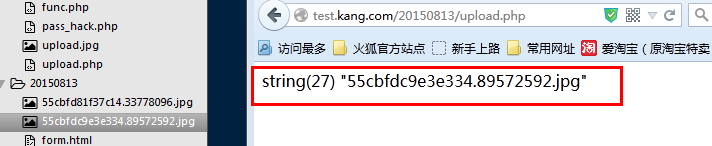 func.php
pass_hack.php
upload.jpg
upload.php
20150813
55cbfd81f37c14.33778096.jpg
55cbfdc9e3e334.89572592.jpg
form.html
test.kang.com/20150813/upload.php
访问最多 火狐官方站点 新手上路 常用网址 淘 爱淘宝（原淘宝特卖
string(27) "55cbfdc9e3e334.89572592.jpg"